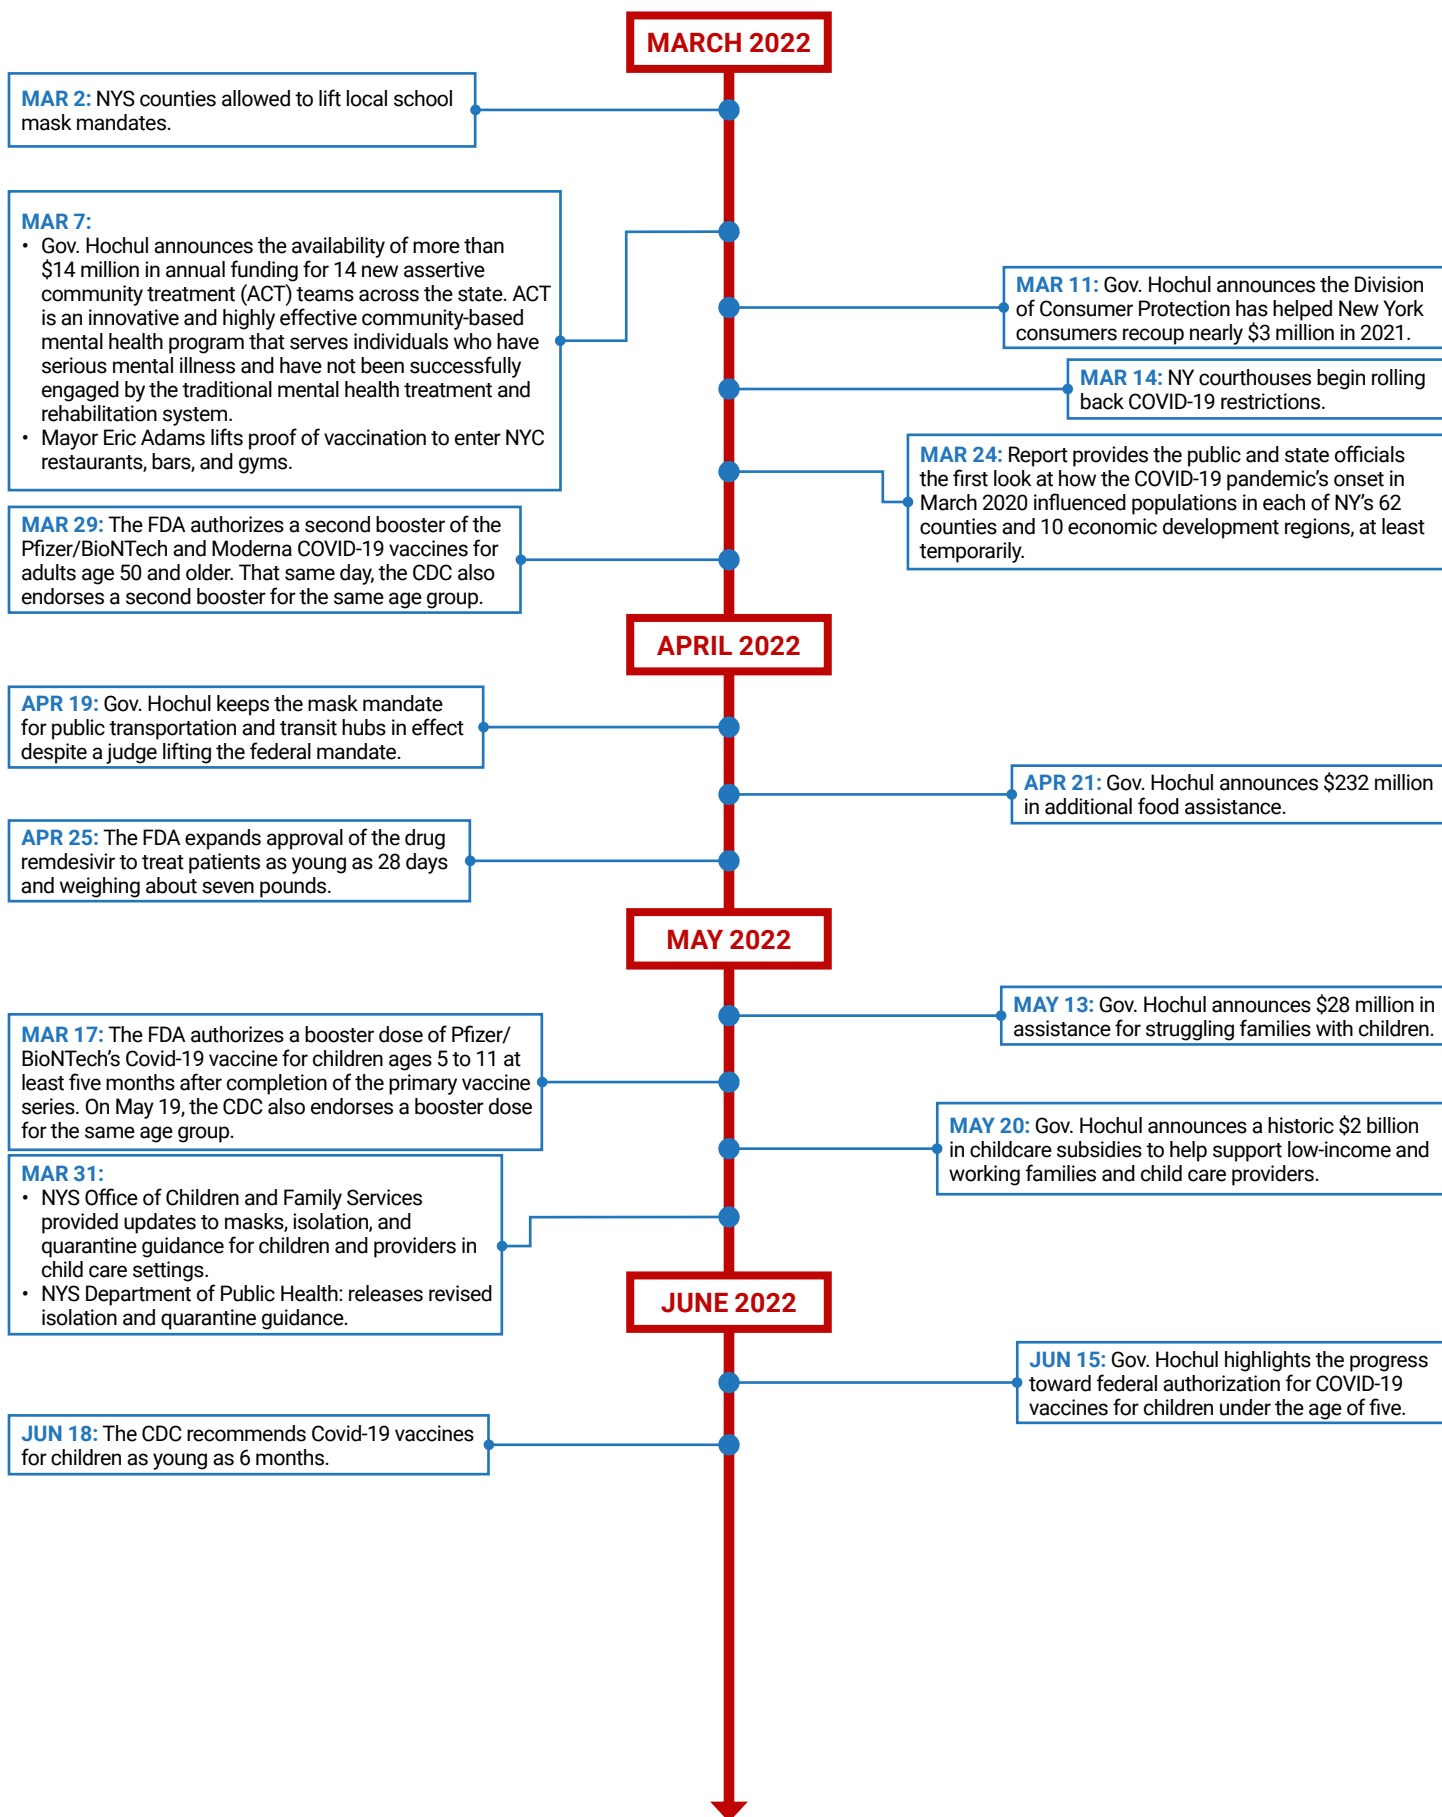 MARCH 2022
MAR 2: NYS counties allowed to lift local school
mask mandates.
MAR 7:
• Gov. Hochul announces the availability of more than
$14 million in annual funding for 14 new assertive
community treatment (ACT) teams across the state. ACT
is an innovative and highly effective community-based
mental health program that serves individuals who have
serious mental illness and have not been successfully
engaged by the traditional mental health treatment and
rehabilitation system.
• Mayor Eric Adams lifts proof of vaccination to enter NYC
restaurants, bars, and gyms.
MAR 11: Gov. Hochul announces the Division
of Consumer Protection has helped New York
consumers recoup nearly $3 million in 2021.
MAR 14: NY courthouses begin rolling
back COVID-19 restrictions.
MAR 24: Report provides the public and state officials
the first look at how the COVID-19 pandemic's onset in
March 2020 influenced populations in each of NY's 62
counties and 10 economic development regions, at least
temporarily.
MAR 29: The FDA authorizes a second booster of the
Pfizer/BioNTech and Moderna COVID-19 vaccines for
adults age 50 and older. That same day, the CDC also
endorses a second booster for the same age group.
APRIL 2022
APR 19: Gov. Hochul keeps the mask mandate
for public transportation and transit hubs in effect
despite a judge lifting the federal mandate.
APR 21: Gov. Hochul announces $232 million
in additional food assistance.
APR 25: The FDA expands approval of the drug
remdesivir to treat patients as young as 28 days
and weighing about seven pounds.
MAY 2022
MAY 13: Gov. Hochul announces $28 million in
assistance for struggling families with children.
MAR 17: The FDA authorizes a booster dose of Pfizer/
BioNTech's Covid-19 vaccine for children ages 5 to 11 at
least five months after completion of the primary vaccine
series. On May 19, the CDC also endorses a booster dose
for the same age group.
MAY 20: Gov. Hochul announces a historic $2 billion
in childcare subsidies to help support low-income and
working families and child care providers.
MAR 31:
• NYS Office of Children and Family Services
provided updates to masks, isolation, and
quarantine guidance for children and providers in
child care settings.
• NYS Department of Public Health: releases revised
isolation and quarantine guidance.
JUNE 2022
JUN 15: Gov. Hochul highlights the progress
toward federal authorization for COVID-19
vaccines for children under the age of five.
JUN 18: The CDC recommends Covid-19 vaccines
for children as young as 6 months.